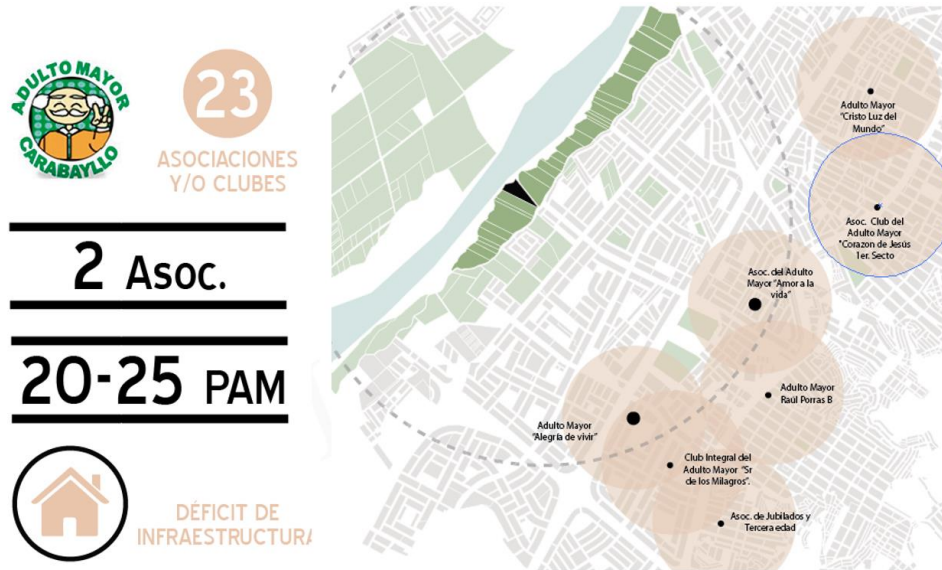 ADULTO MAYOR
CARABAYLLO
23
ASOCIACIONES
Y/O CLUBES
2 Asoc.
20-25 PAM
DÉFICIT DE
INFRAESTRUCTURA
Adulto Mayor
"Cristo Luz del
Mundo"
Asoc. Club del
Adulto Mayor
"Corazon de Jesús
1er. Secto
Asoc. del Adulto
Mayor "Amor a la
vida"
Adulto Mayor
Raúl Porras B
Adulto Mayor
"Alegría de vivir"
Club Integral del
Adulto Mayor "Sr
de los Milagros".
Asoc. de Jubilados y
Tercera edad